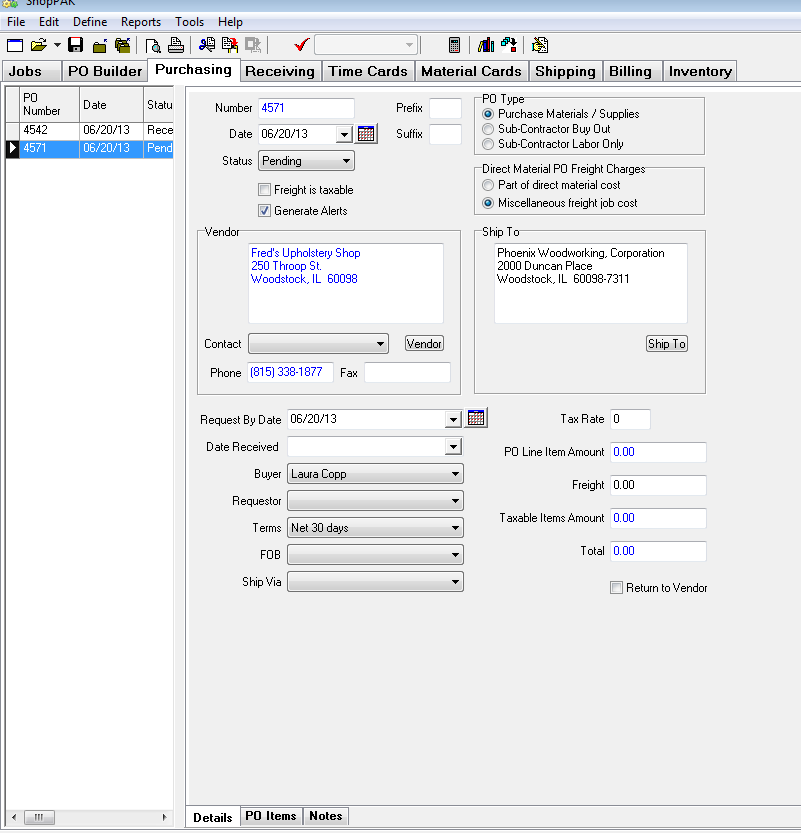 ShopPAK
File Edit Define Reports Tools Help
Jobs PO Builder Purchasing Receiving Time Cards Material Cards Shipping Billing Inventory
PO Number Date Statu
4542 06/20/13 Rece
4571 06/20/13 Pend
Number 4571 Prefix
Date 06/20/13 Suffix
Status Pending
Freight is taxable
Generate Alerts
PO Type
Purchase Materials / Supplies
Sub-Contractor Buy Out
Sub-Contractor Labor Only
Direct Material PO Freight Charges
Part of direct material cost
Miscellaneous freight job cost
Vendor
Fred's Upholstery Shop
250 Throop St.
Woodstock, IL 60098
Contact Vendor
Phone (815) 338-1877 Fax
Ship To
Phoenix Woodworking, Corporation
2000 Duncan Place
Woodstock, IL 60098-7311
Ship To
Request By Date 06/20/13
Date Received
Buyer Laura Copp
Requestor
Terms Net 30 days
FOB
Ship Via
Tax Rate 0
PO Line Item Amount 0.00
Freight 0.00
Taxable Items Amount 0.00
Total 0.00
Return to Vendor
Details PO Items Notes